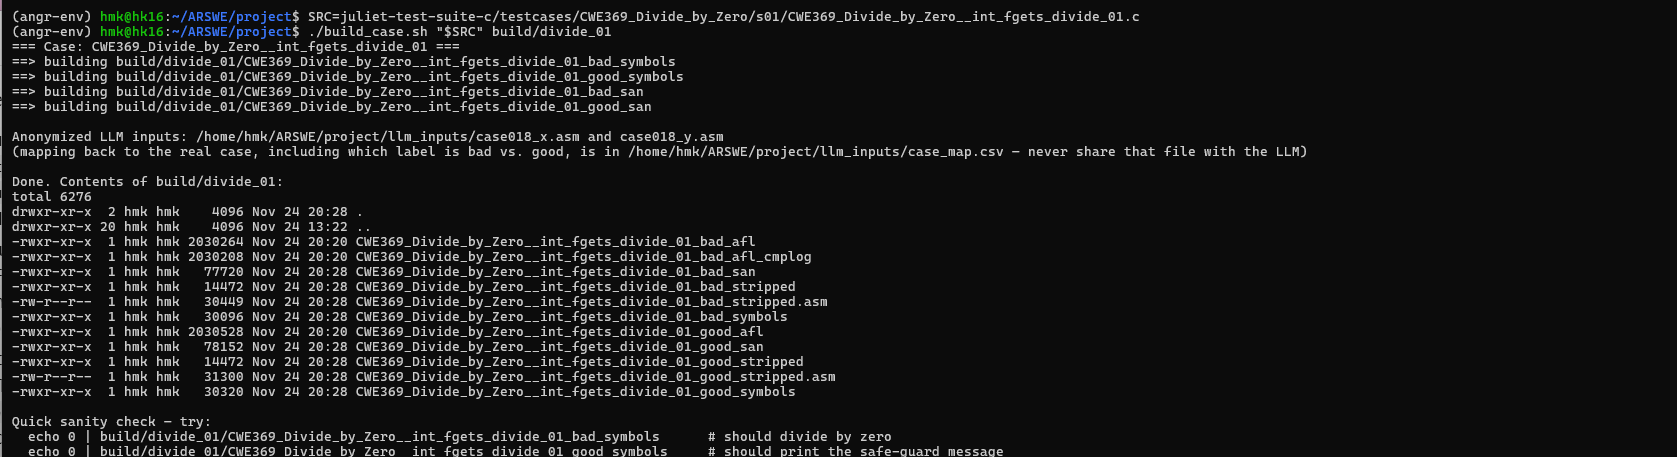 (angr-env) hmk@hk16:~/ARSWE/project$ SRC=juliet-test-suite-c/testcases/CWE369_Divide_by_Zero/s01/CWE369_Divide_by_Zero__int_fgets_divide_01.c
(angr-env) hmk@hk16:~/ARSWE/project$ ./build_case.sh "$SRC" build/divide_01
=== Case: CWE369_Divide_by_Zero__int_fgets_divide_01 ===
==> building build/divide_01/CWE369_Divide_by_Zero__int_fgets_divide_01_bad_symbols
==> building build/divide_01/CWE369_Divide_by_Zero__int_fgets_divide_01_good_symbols
==> building build/divide_01/CWE369_Divide_by_Zero__int_fgets_divide_01_bad_san
==> building build/divide_01/CWE369_Divide_by_Zero__int_fgets_divide_01_good_san

Anonymized LLM inputs: /home/hmk/ARSWE/project/llm_inputs/case018_x.asm and case018_y.asm
(mapping back to the real case, including which label is bad vs. good, is in /home/hmk/ARSWE/project/llm_inputs/case_map.csv — never share that file with the LLM)

Done. Contents of build/divide_01:
total 6276
drwxr-xr-x  2 hmk hmk    4096 Nov 24 20:28 .
drwxr-xr-x 20 hmk hmk    4096 Nov 24 13:22 ..
-rwxr-xr-x  1 hmk hmk 2030264 Nov 24 20:20 CWE369_Divide_by_Zero__int_fgets_divide_01_bad_afl
-rwxr-xr-x  1 hmk hmk 2030208 Nov 24 20:20 CWE369_Divide_by_Zero__int_fgets_divide_01_bad_afl_cmplog
-rwxr-xr-x  1 hmk hmk   77720 Nov 24 20:28 CWE369_Divide_by_Zero__int_fgets_divide_01_bad_san
-rwxr-xr-x  1 hmk hmk   14472 Nov 24 20:28 CWE369_Divide_by_Zero__int_fgets_divide_01_bad_stripped
-rw-r--r--  1 hmk hmk   30449 Nov 24 20:28 CWE369_Divide_by_Zero__int_fgets_divide_01_bad_stripped.asm
-rwxr-xr-x  1 hmk hmk   30096 Nov 24 20:28 CWE369_Divide_by_Zero__int_fgets_divide_01_bad_symbols
-rwxr-xr-x  1 hmk hmk 2030528 Nov 24 20:20 CWE369_Divide_by_Zero__int_fgets_divide_01_good_afl
-rwxr-xr-x  1 hmk hmk   78152 Nov 24 20:28 CWE369_Divide_by_Zero__int_fgets_divide_01_good_san
-rwxr-xr-x  1 hmk hmk   14472 Nov 24 20:28 CWE369_Divide_by_Zero__int_fgets_divide_01_good_stripped
-rw-r--r--  1 hmk hmk   31300 Nov 24 20:28 CWE369_Divide_by_Zero__int_fgets_divide_01_good_stripped.asm
-rwxr-xr-x  1 hmk hmk   30320 Nov 24 20:28 CWE369_Divide_by_Zero__int_fgets_divide_01_good_symbols

Quick sanity check — try:
  echo 0 | build/divide_01/CWE369_Divide_by_Zero__int_fgets_divide_01_bad_symbols      # should divide by zero
  echo 0 | build/divide_01/CWE369_Divide_by_Zero__int_fgets_divide_01_good_symbols     # should print the safe-guard message